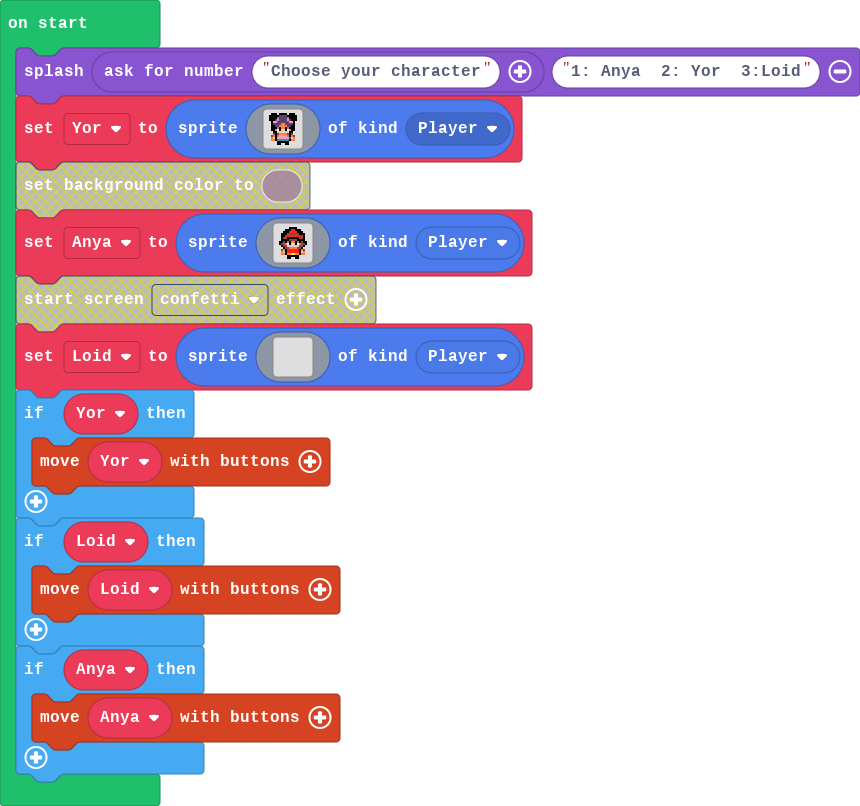 on start
splash ask for number "Choose your character" "1: Anya  2: Yor  3:Loid"
set Yor to sprite of kind Player
set background color to
set Anya to sprite of kind Player
start screen confetti effect
set Loid to sprite of kind Player
if Yor then
move Yor with buttons
if Loid then
move Loid with buttons
if Anya then
move Anya with buttons